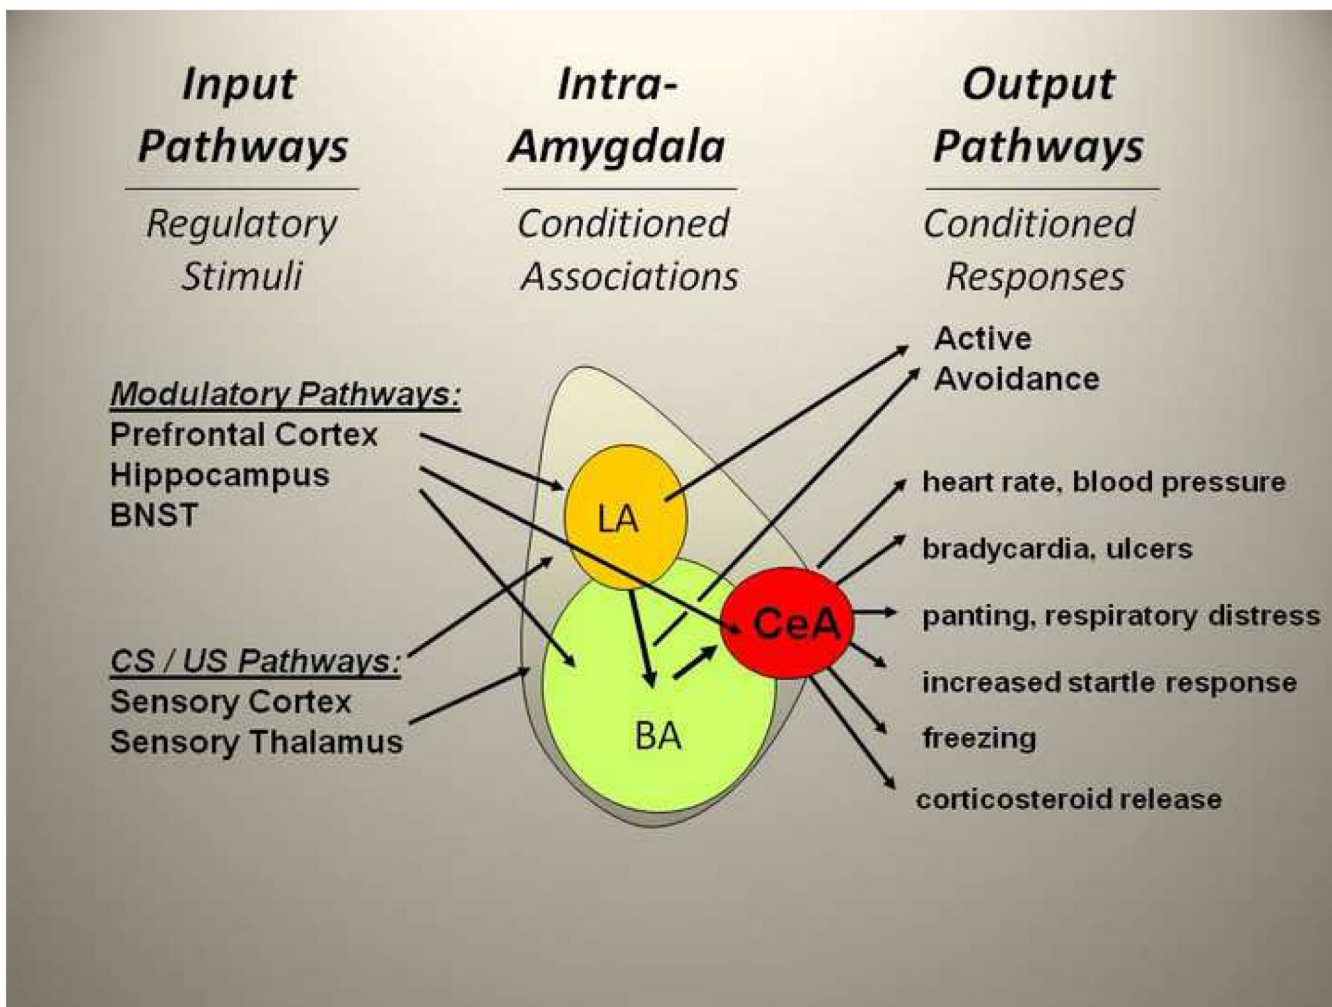 Input
Pathways
Regulatory
Stimuli
Intra-
Amygdala
Conditioned
Associations
Output
Pathways
Conditioned
Responses
Modulatory Pathways:
Prefrontal Cortex
Hippocampus
BNST
CS / US Pathways:
Sensory Cortex
Sensory Thalamus
LA
BA
CeA
Active
Avoidance
heart rate, blood pressure
bradycardia, ulcers
panting, respiratory distress
increased startle response
freezing
corticosteroid release